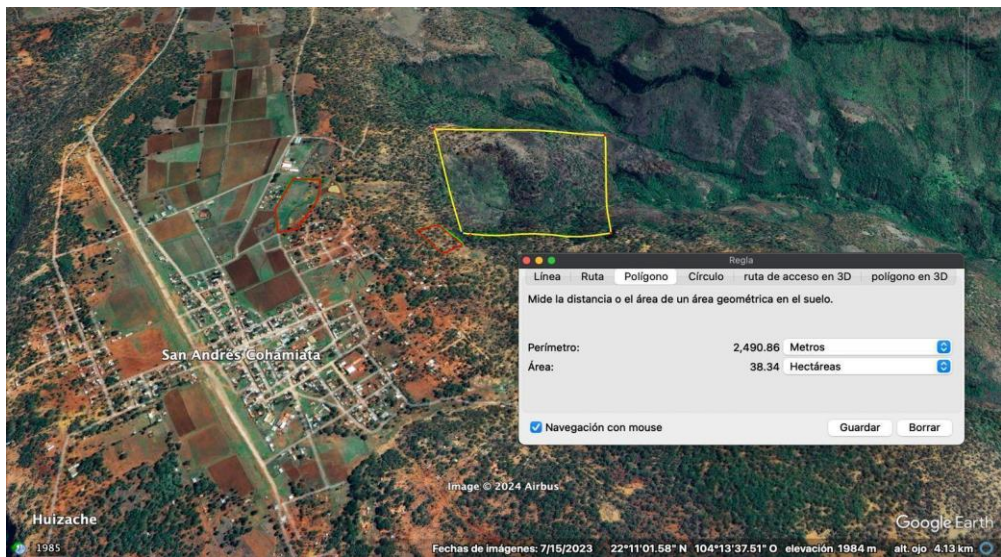 Regla
Línea Ruta Polígono Círculo ruta de acceso en 3D polígono en 3D
Mide la distancia o el área de un área geométrica en el suelo.
Perímetro: 2,490.86 Metros
Área: 38.34 Hectáreas
Navegación con mouse Guardar Borrar
San Andrés Cohamiata
Image © 2024 Airbus
Huizache
Google Earth
1985 Fechas de imágenes: 7/15/2023 22°11'01.58" N 104°13'37.51" O elevación 1984 m alt. ojo 4.13 km